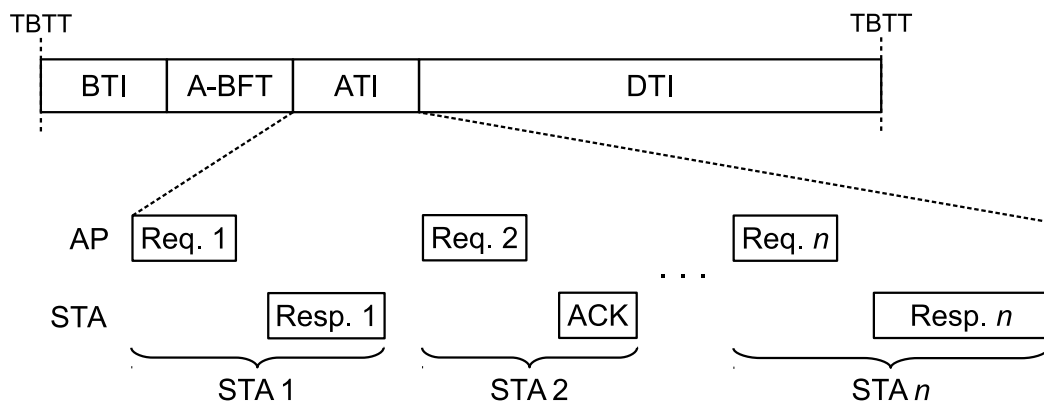 TBTT TBTT
BTI A-BFT ATI DTI
AP Req. 1 Req. 2 Req. n
. . .
STA Resp. 1 ACK Resp. n
STA 1 STA 2 STA n